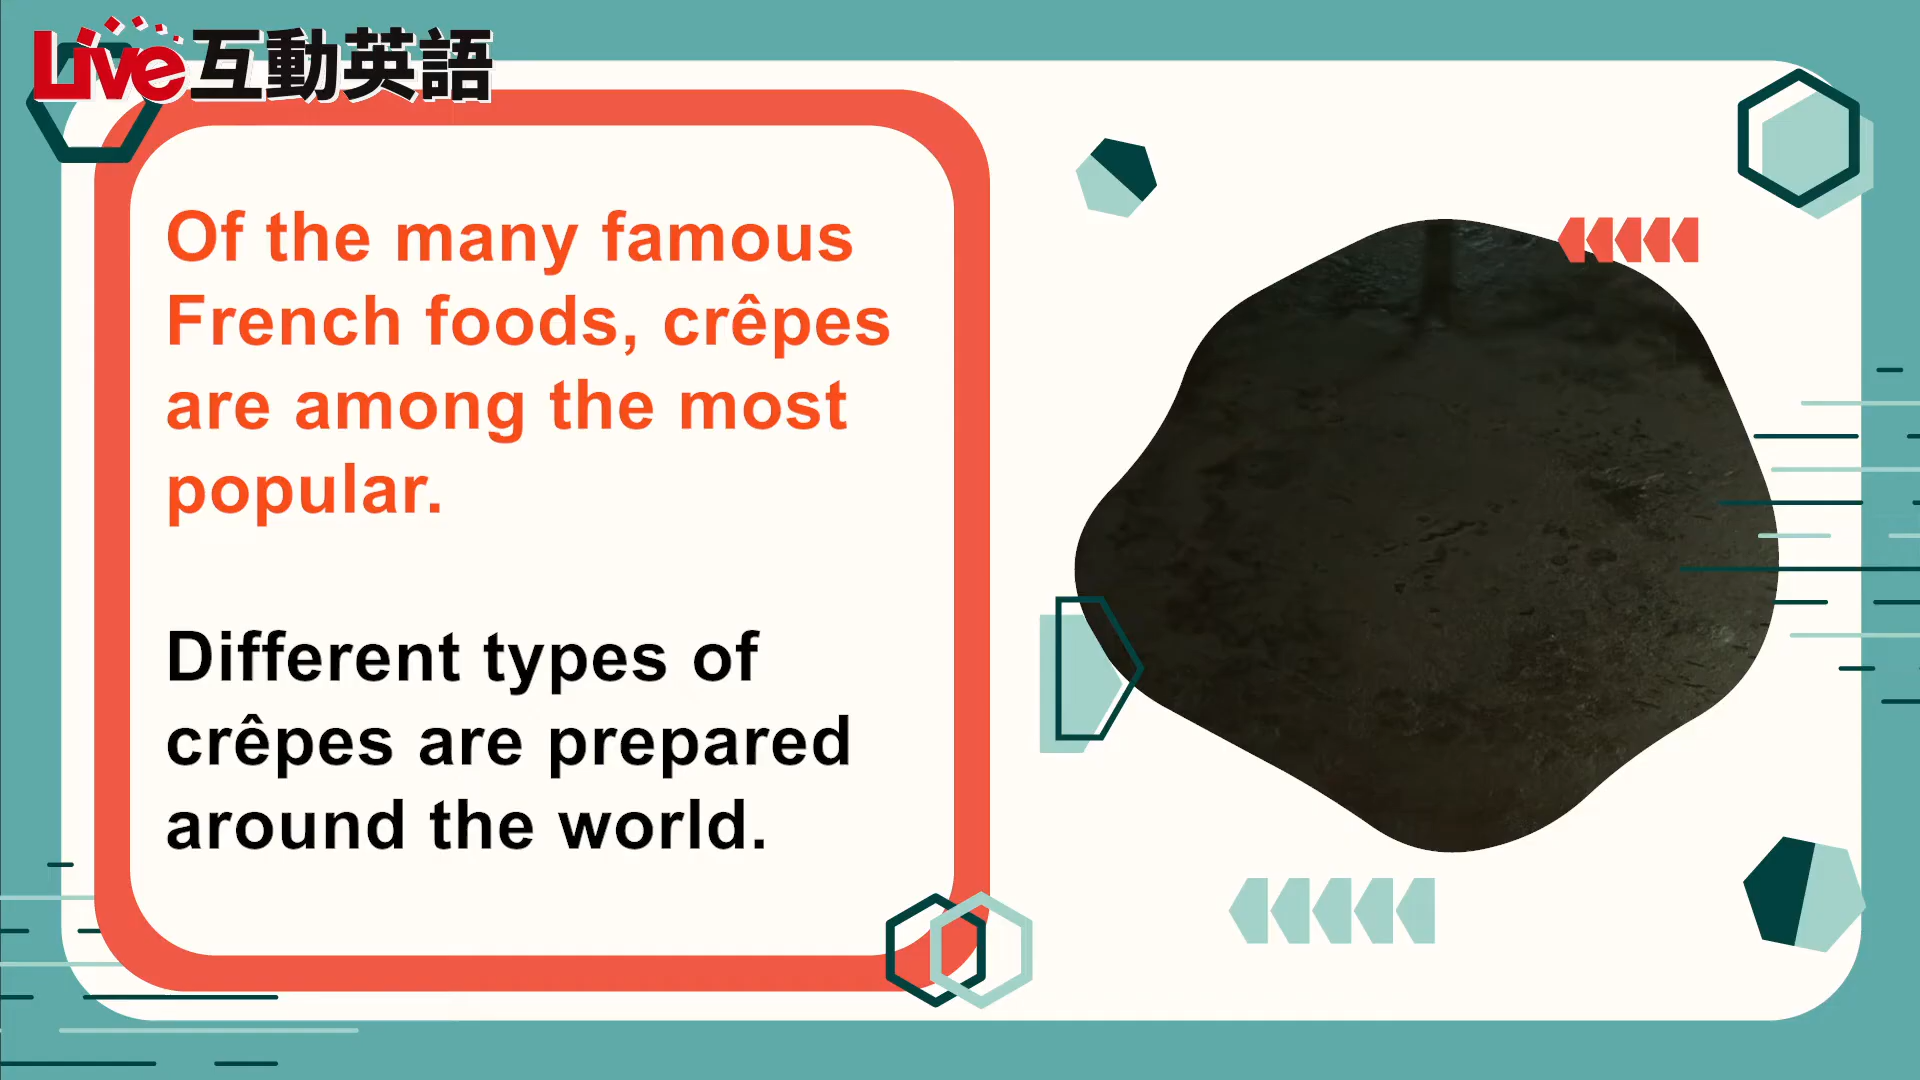 Live互動英語
Of the many famous
French foods, crêpes
are among the most
popular.
Different types of
crêpes are prepared
around the world.